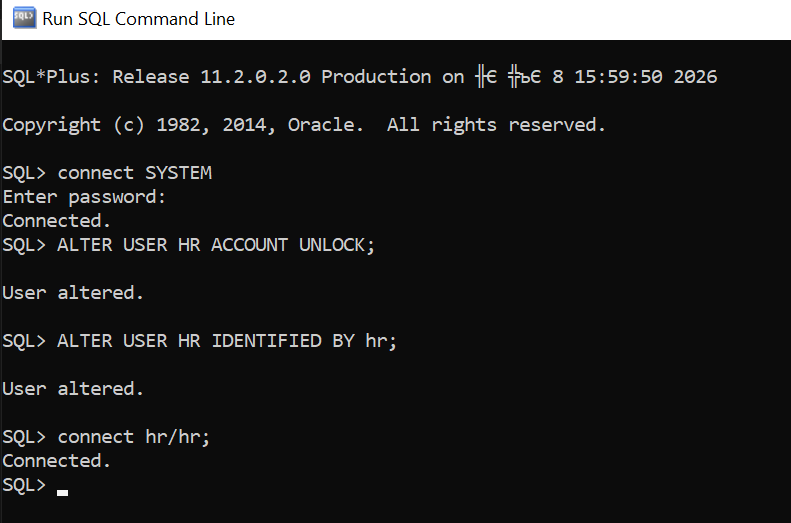 Run SQL Command Line
SQL*Plus: Release 11.2.0.2.0 Production on ╫Є ╬ъЄ 8 15:59:50 2026
Copyright (c) 1982, 2014, Oracle.  All rights reserved.
SQL> connect SYSTEM
Enter password:
Connected.
SQL> ALTER USER HR ACCOUNT UNLOCK;
User altered.
SQL> ALTER USER HR IDENTIFIED BY hr;
User altered.
SQL> connect hr/hr;
Connected.
SQL>